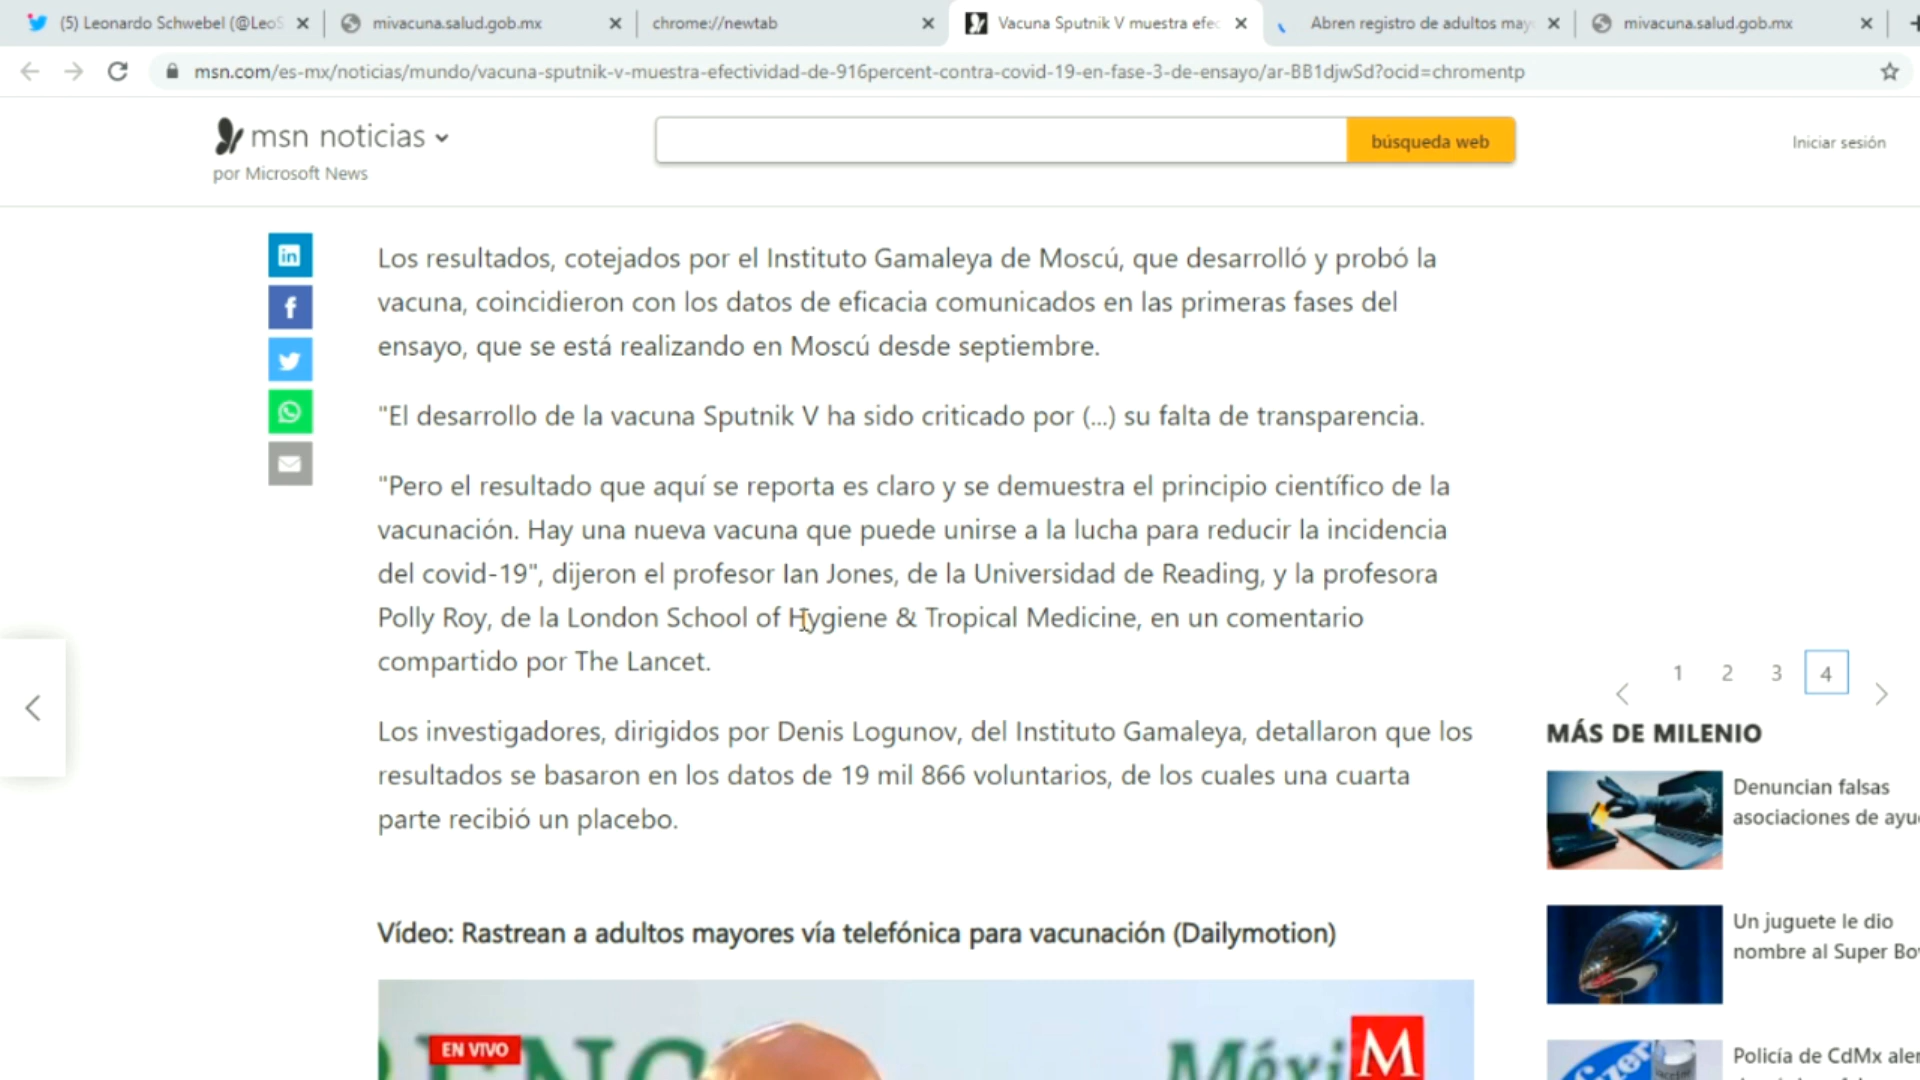 (5) Leonardo Schwebel (@LeoS
mivacuna.salud.gob.mx
chrome://newtab
Vacuna Sputnik V muestra efec
Abren registro de adultos may
mivacuna.salud.gob.mx
msn.com/es-mx/noticias/mundo/vacuna-sputnik-v-muestra-efectividad-de-916percent-contra-covid-19-en-fase-3-de-ensayo/ar-BB1djwSd?ocid=chromentp
msn noticias
por Microsoft News
búsqueda web
Iniciar sesión
Los resultados, cotejados por el Instituto Gamaleya de Moscú, que desarrolló y probó la
vacuna, coincidieron con los datos de eficacia comunicados en las primeras fases del
ensayo, que se está realizando en Moscú desde septiembre.
"El desarrollo de la vacuna Sputnik V ha sido criticado por (...) su falta de transparencia.
"Pero el resultado que aquí se reporta es claro y se demuestra el principio científico de la
vacunación. Hay una nueva vacuna que puede unirse a la lucha para reducir la incidencia
del covid-19", dijeron el profesor Ian Jones, de la Universidad de Reading, y la profesora
Polly Roy, de la London School of Hygiene & Tropical Medicine, en un comentario
compartido por The Lancet.
Los investigadores, dirigidos por Denis Logunov, del Instituto Gamaleya, detallaron que los
resultados se basaron en los datos de 19 mil 866 voluntarios, de los cuales una cuarta
parte recibió un placebo.
Vídeo: Rastrean a adultos mayores vía telefónica para vacunación (Dailymotion)
EN VIVO
Méxi
M
1 2 3 4
MÁS DE MILENIO
Denuncian falsas
asociaciones de ayu
Un juguete le dio
nombre al Super Bo
Policía de CdMx aler